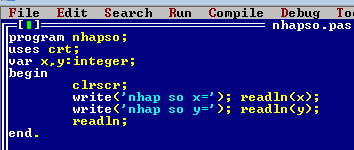 File Edit Search Run Compile Debug To
[▮] nhapso.pas
program nhapso;
uses crt;
var x,y:integer;
begin
clrscr;
write('nhap so x='); readln(x);
write('nhap so y='); readln(y);
readln;
end.